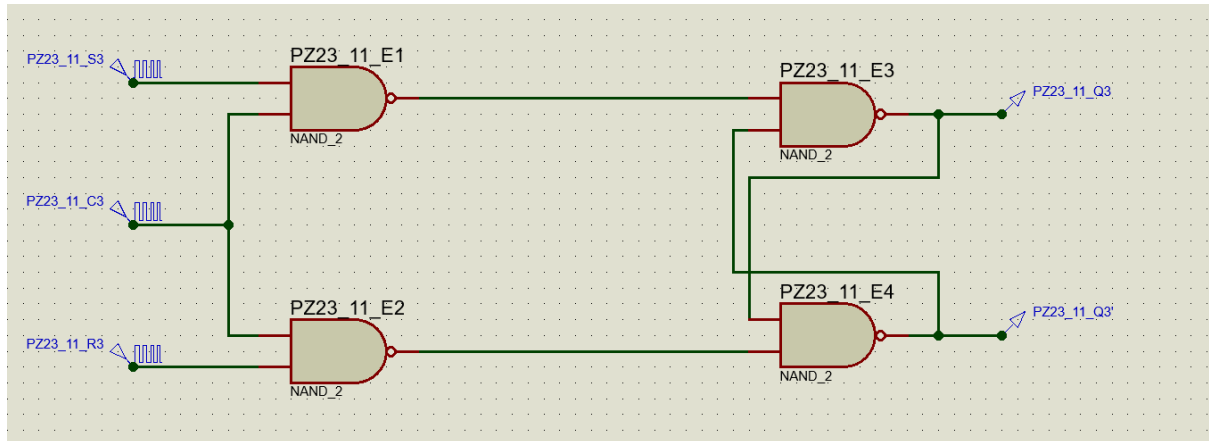 PZ23_11_S3
PZ23_11_E1
NAND_2
PZ23_11_E3
NAND_2
PZ23_11_Q3
PZ23_11_C3
PZ23_11_E2
NAND_2
PZ23_11_R3
PZ23_11_E4
NAND_2
PZ23_11_Q3'